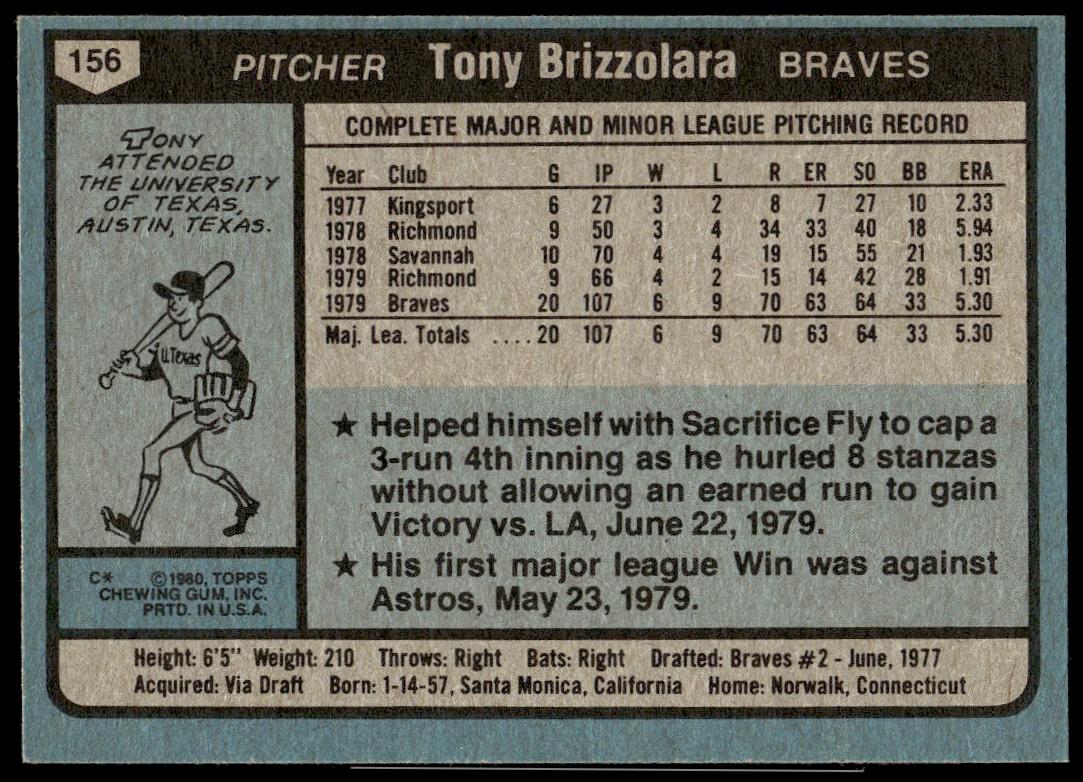 156 PITCHER Tony Brizzolara BRAVES
TONY
ATTENDED
THE UNIVERSITY
OF TEXAS,
AUSTIN, TEXAS.
U. TEXAS
COMPLETE MAJOR AND MINOR LEAGUE PITCHING RECORD
Year Club G IP W L R ER SO BB ERA
1977 Kingsport 6 27 3 2 8 7 27 10 2.33
1978 Richmond 9 50 3 4 34 33 40 18 5.94
1978 Savannah 10 70 4 4 19 15 55 21 1.93
1979 Richmond 9 66 4 2 15 14 42 28 1.91
1979 Braves 20 107 6 9 70 63 64 33 5.30
Maj. Lea. Totals ....20 107 6 9 70 63 64 33 5.30
★ Helped himself with Sacrifice Fly to cap a
3-run 4th inning as he hurled 8 stanzas
without allowing an earned run to gain
Victory vs. LA, June 22, 1979.
★ His first major league Win was against
Astros, May 23, 1979.
C* ©1980, TOPPS
CHEWING GUM, INC.
PRTD. IN U.S.A.
Height: 6'5" Weight: 210 Throws: Right Bats: Right Drafted: Braves #2 - June, 1977
Acquired: Via Draft Born: 1-14-57, Santa Monica, California Home: Norwalk, Connecticut